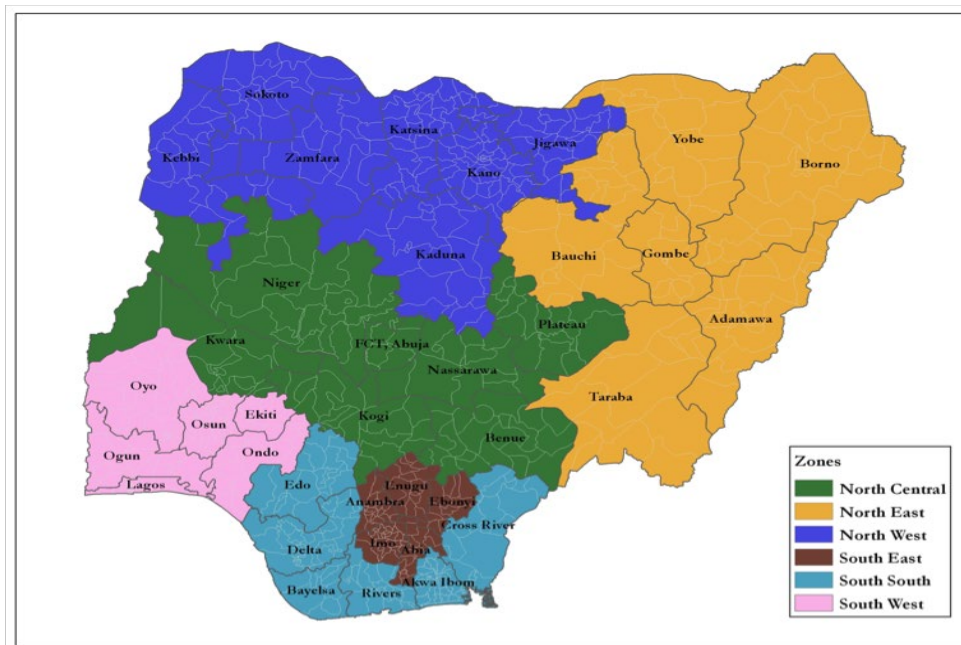 Sokoto
Katsina
Jigawa
Yobe
Kebbi
Zamfara
Kano
Borno
Kaduna
Bauchi
Gombe
Niger
Adamawa
Plateau
Kwara
FCT, Abuja
Nassarawa
Oyo
Taraba
Kogi
Osun
Ekiti
Benue
Ogun
Ondo
Lagos
Edo
Enugu
Anambra
Ebonyi
Cross River
Delta
Imo
Abia
Bayelsa
Rivers
Akwa Ibom
Zones
North Central
North East
North West
South East
South South
South West